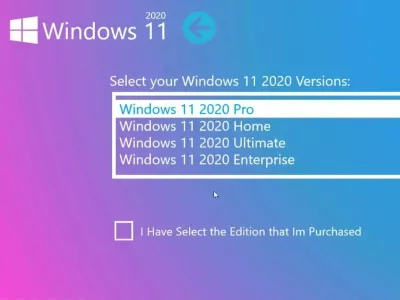 2020
Windows 11
Select your Windows 11 2020 Versions:
Windows 11 2020 Pro
Windows 11 2020 Home
Windows 11 2020 Ultimate
Windows 11 2020 Enterprise
I Have Select the Edition that Im Purchased